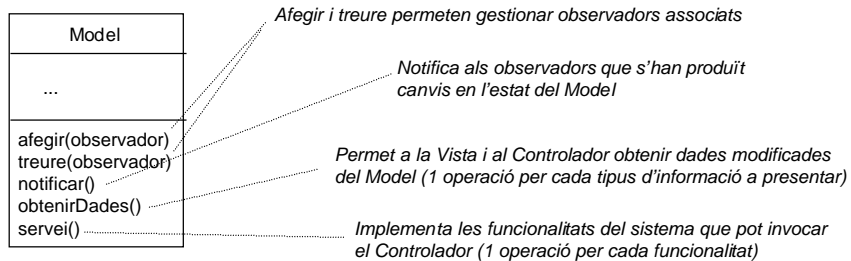 Afegir i treure permeten gestionar observadors associats
Model
Notifica als observadors que s'han produït
canvis en l'estat del Model
...
afegir(observador)
treure(observador)
notificar()
obtenirDades()
servei()
Permet a la Vista i al Controlador obtenir dades modificades
del Model (1 operació per cada tipus d'informació a presentar)
Implementa les funcionalitats del sistema que pot invocar
el Controlador (1 operació per cada funcionalitat)